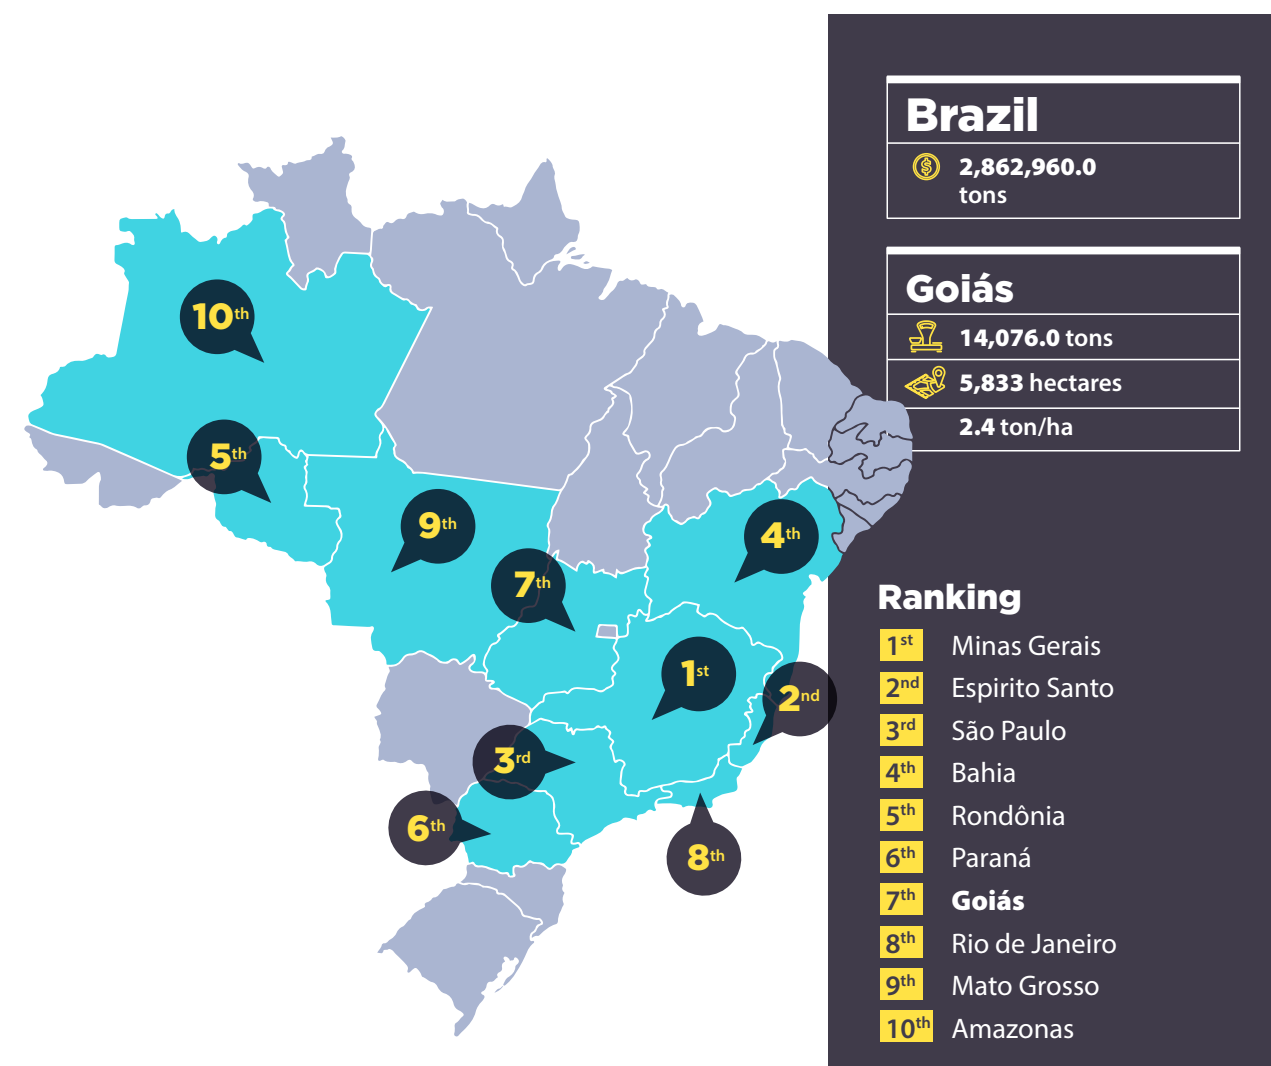 Brazil
2,862,960.0
tons
Goiás
14,076.0 tons
5,833 hectares
2.4 ton/ha
10th
5th
9th
4th
7th
1st
2nd
3rd
6th
8th
Ranking
1st Minas Gerais
2nd Espirito Santo
3rd São Paulo
4th Bahia
5th Rondônia
6th Paraná
7th Goiás
8th Rio de Janeiro
9th Mato Grosso
10th Amazonas